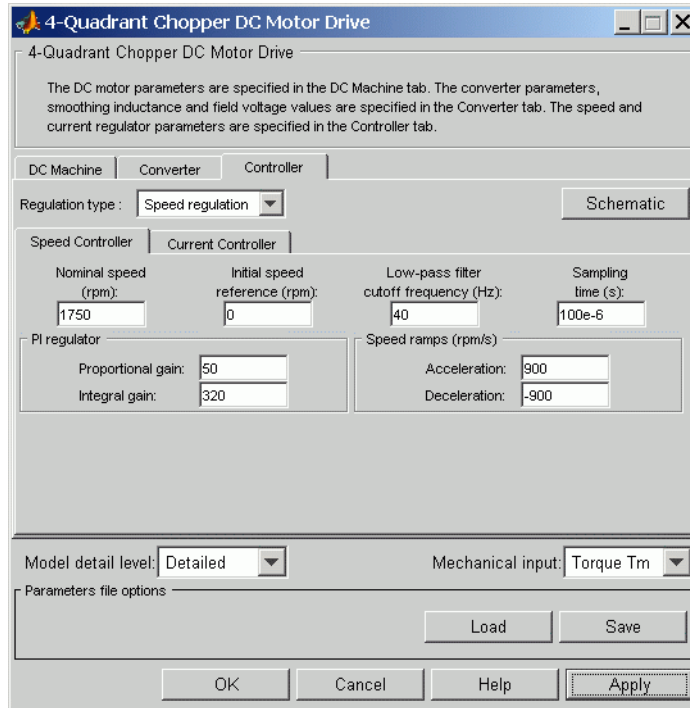 4-Quadrant Chopper DC Motor Drive
4-Quadrant Chopper DC Motor Drive
The DC motor parameters are specified in the DC Machine tab. The converter parameters,
smoothing inductance and field voltage values are specified in the Converter tab. The speed and
current regulator parameters are specified in the Controller tab.
DC Machine Converter Controller
Regulation type : Speed regulation Schematic
Speed Controller Current Controller
Nominal speed Initial speed Low-pass filter Sampling
(rpm): reference (rpm): cutoff frequency (Hz): time (s):
1750 0 40 100e-6
PI regulator Speed ramps (rpm/s)
Proportional gain: 50 Acceleration: 900
Integral gain: 320 Deceleration: -900
Model detail level: Detailed Mechanical input: Torque Tm
Parameters file options
Load Save
OK Cancel Help Apply